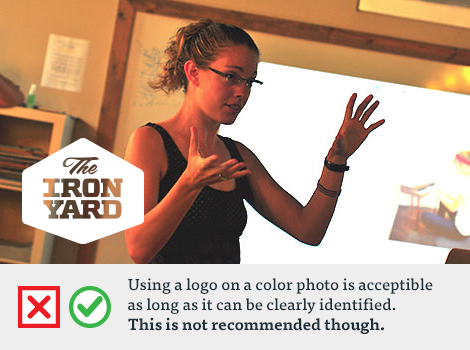 The
IRON
YARD
Using a logo on a color photo is acceptible
as long as it can be clearly identified.
This is not recommended though.